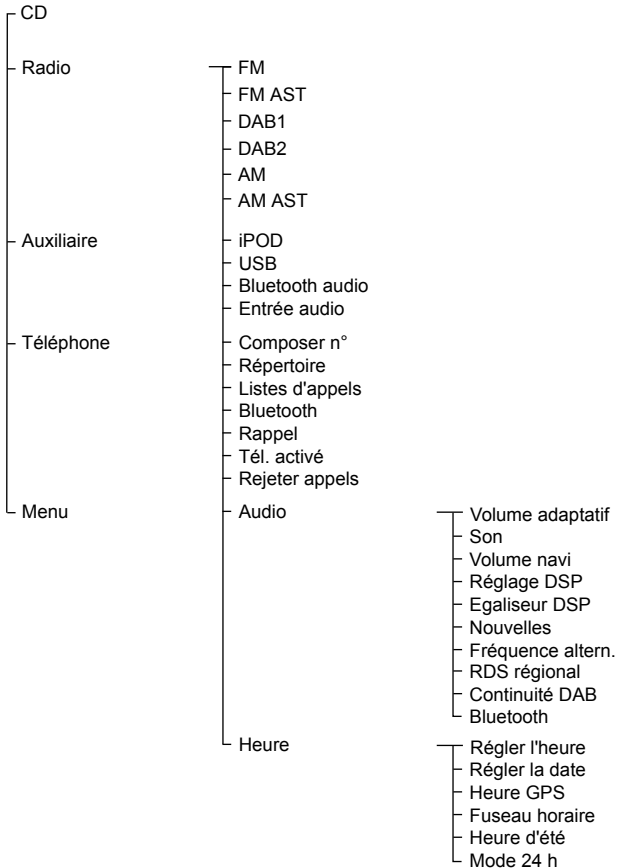 CD
Radio
FM
FM AST
DAB1
DAB2
AM
AM AST
Auxiliaire
iPOD
USB
Bluetooth audio
Entrée audio
Téléphone
Composer n°
Répertoire
Listes d'appels
Bluetooth
Rappel
Tél. activé
Rejeter appels
Menu
Audio
Volume adaptatif
Son
Volume navi
Réglage DSP
Egaliseur DSP
Nouvelles
Fréquence altern.
RDS régional
Continuité DAB
Bluetooth
Heure
Régler l'heure
Régler la date
Heure GPS
Fuseau horaire
Heure d'été
Mode 24 h